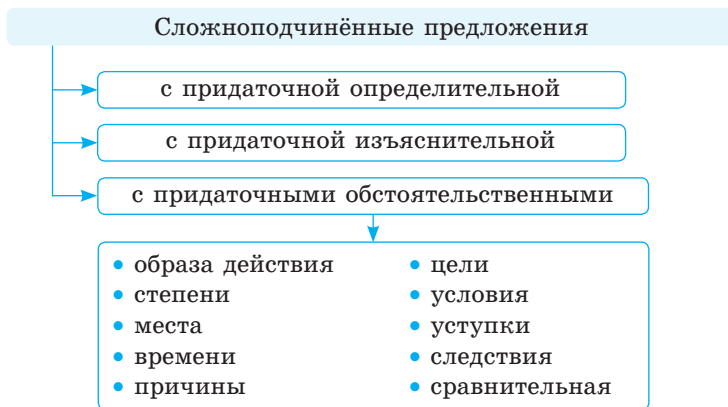 Сложноподчинённые предложения
с придаточной определительной
с придаточной изъяснительной
с придаточными обстоятельственными
• образа действия
• степени
• места
• времени
• причины
• цели
• условия
• уступки
• следствия
• сравнительная